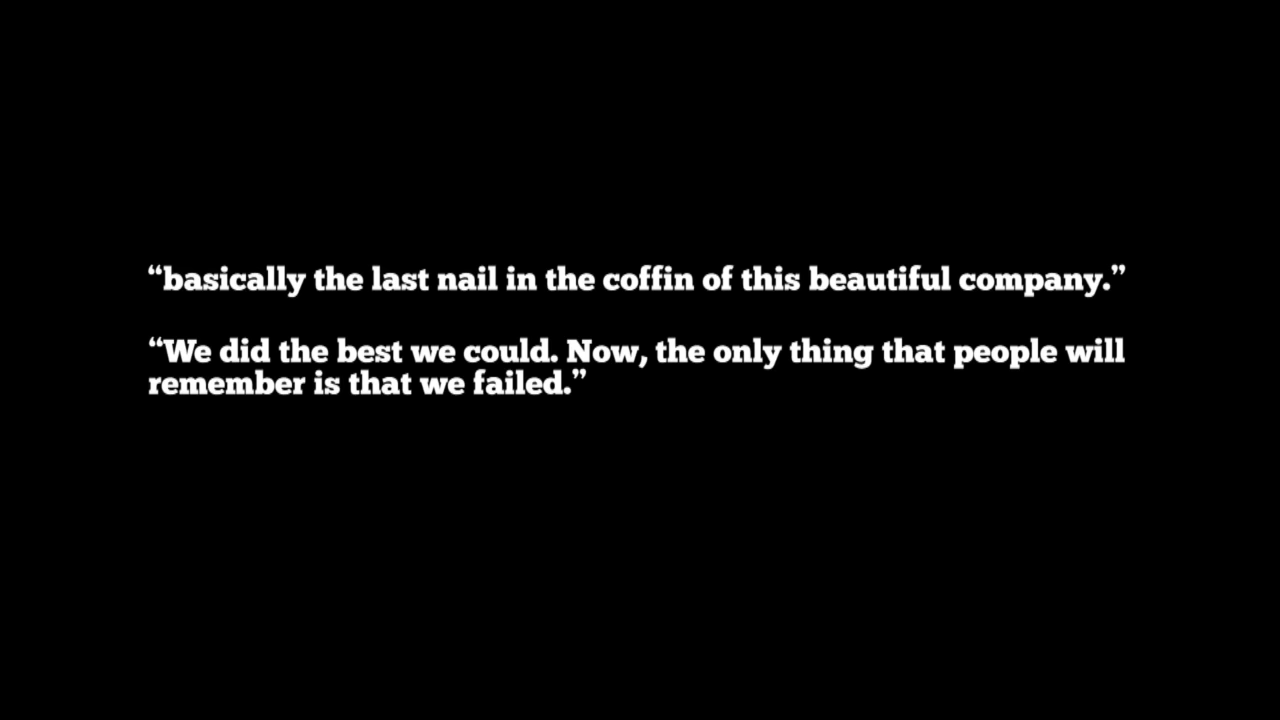 “basically the last nail in the coffin of this beautiful company.”
“We did the best we could. Now, the only thing that people will
remember is that we failed.”